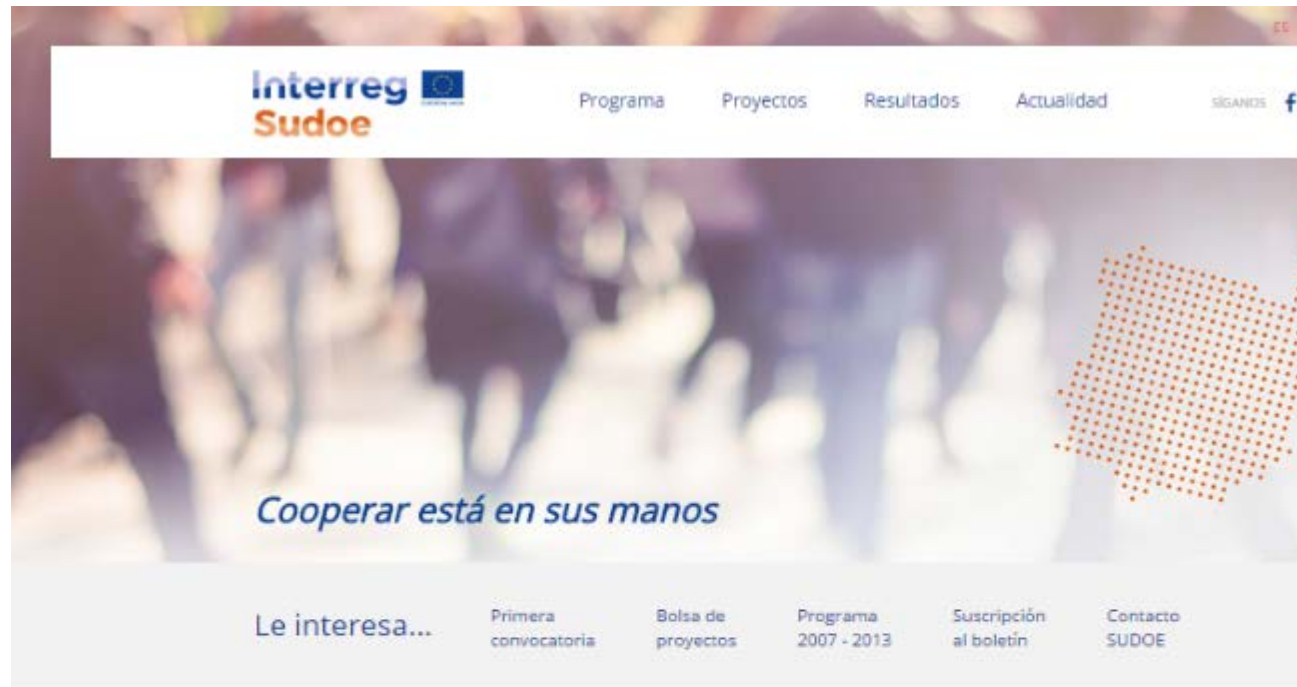 Interreg
Sudoe
Programa Proyectos Resultados Actualidad SÍGANOS f
Cooperar está en sus manos
Le interesa...
Primera
convocatoria
Bolsa de
proyectos
Programa
2007 - 2013
Suscripción
al boletín
Contacto
SUDOE